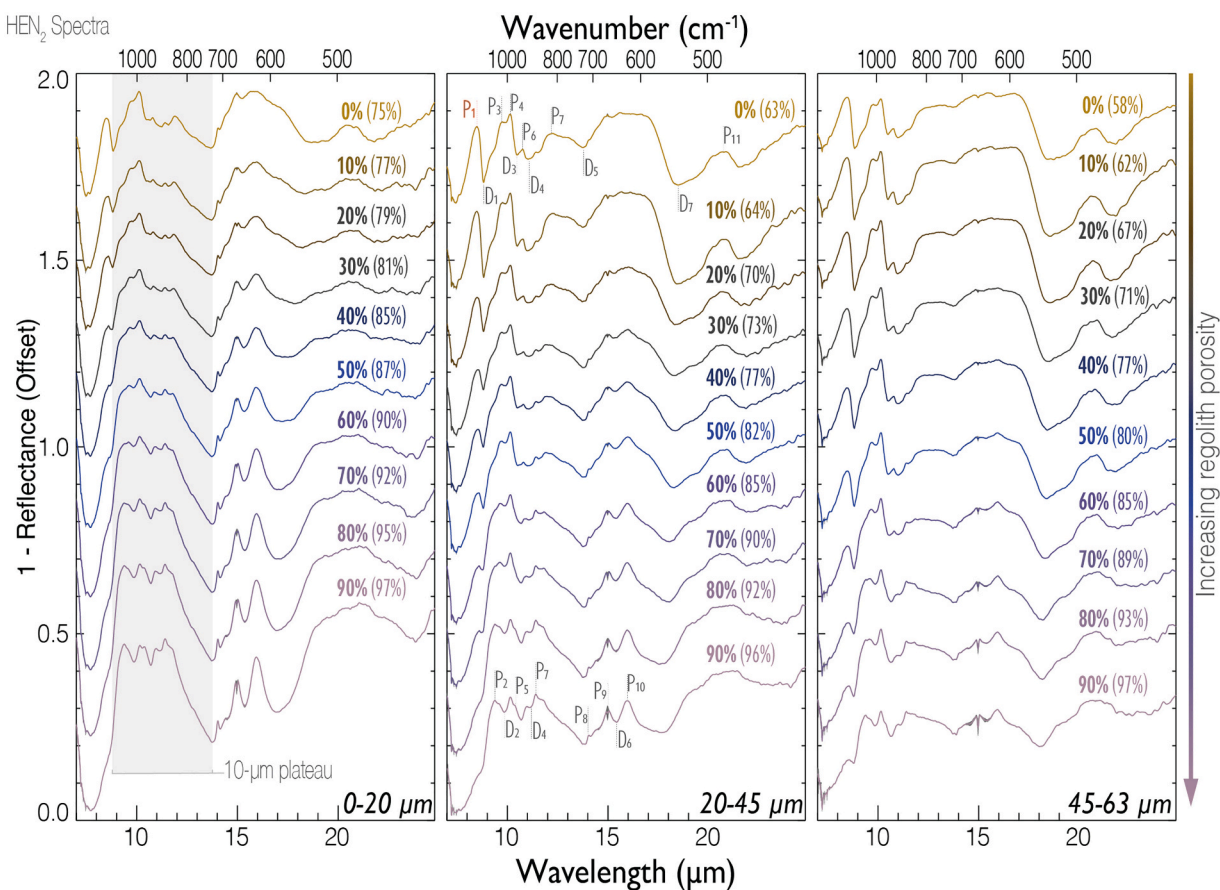 HEN₂ Spectra
Wavenumber (cm⁻¹)
1000 800 700 600 500
1000 800 700 600 500
1000 800 700 600 500
1 - Reflectance (Offset)
2.0
1.5
1.0
0.5
0.0
0% (75%)
10% (77%)
20% (79%)
30% (81%)
40% (85%)
50% (87%)
60% (90%)
70% (92%)
80% (95%)
90% (97%)
10-μm plateau
0-20 μm
P₁ P₃ P₄ P₆ P₇ P₁₁
D₁ D₃ D₄ D₅ D₇
0% (63%)
10% (64%)
20% (70%)
30% (73%)
40% (77%)
50% (82%)
60% (85%)
70% (90%)
80% (92%)
90% (96%)
P₂ P₅ P₇ P₈ P₉ P₁₀
D₂ D₄ D₆
20-45 μm
0% (58%)
10% (62%)
20% (67%)
30% (71%)
40% (77%)
50% (80%)
60% (85%)
70% (89%)
80% (93%)
90% (97%)
45-63 μm
Increasing regolith porosity
10 15 20
10 15 20
10 15 20
Wavelength (μm)